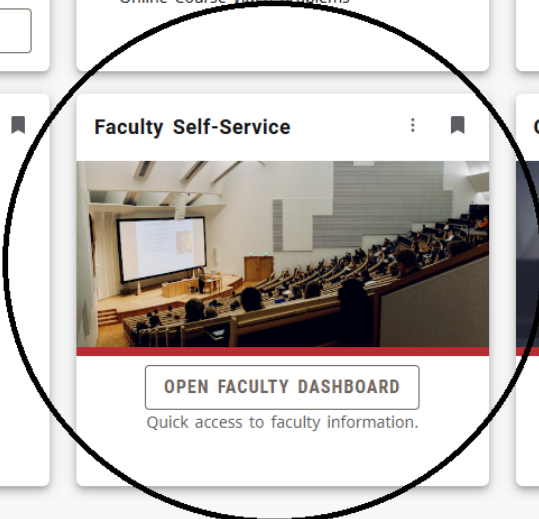 Faculty Self-Service
OPEN FACULTY DASHBOARD
Quick access to faculty information.